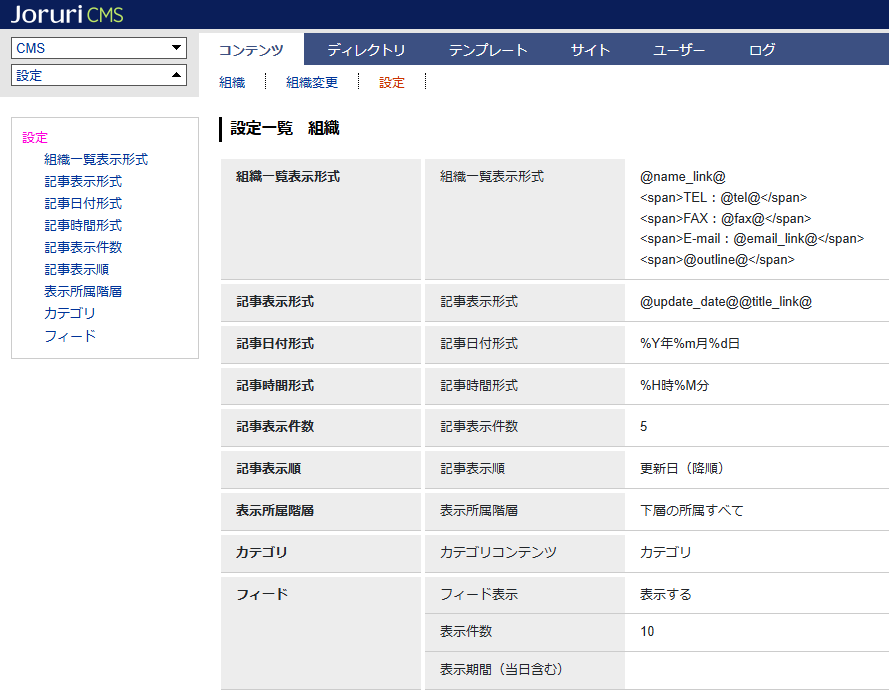 Joruri CMS
CMS
設定
コンテンツ ディレクトリ テンプレート サイト ユーザー ログ
組織 組織変更 設定
設定
組織一覧表示形式
記事表示形式
記事日付形式
記事時間形式
記事表示件数
記事表示順
表示所属階層
カテゴリ
フィード
設定一覧 組織
組織一覧表示形式 組織一覧表示形式 @name_link@
<span>TEL：@tel@</span>
<span>FAX：@fax@</span>
<span>E-mail：@email_link@</span>
<span>@outline@</span>
記事表示形式 記事表示形式 @update_date@@title_link@
記事日付形式 記事日付形式 %Y年%m月%d日
記事時間形式 記事時間形式 %H時%M分
記事表示件数 記事表示件数 5
記事表示順 記事表示順 更新日（降順）
表示所属階層 表示所属階層 下層の所属すべて
カテゴリ カテゴリコンテンツ カテゴリ
フィード フィード表示 表示する
表示件数 10
表示期間（当日含む）